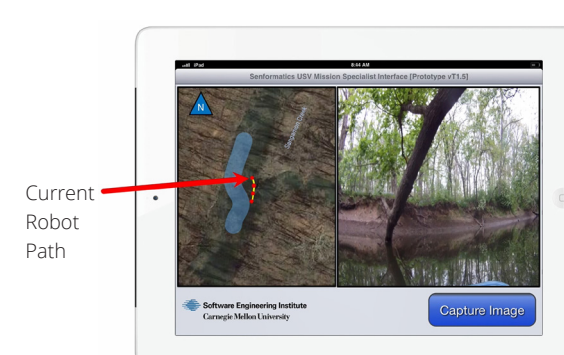 iPad
8:44 AM
Senformatics USV Mission Specialist Interface [Prototype vT1.5]
N
Current
Robot
Path
Software Engineering Institute
Carnegie Mellon University
Capture Image